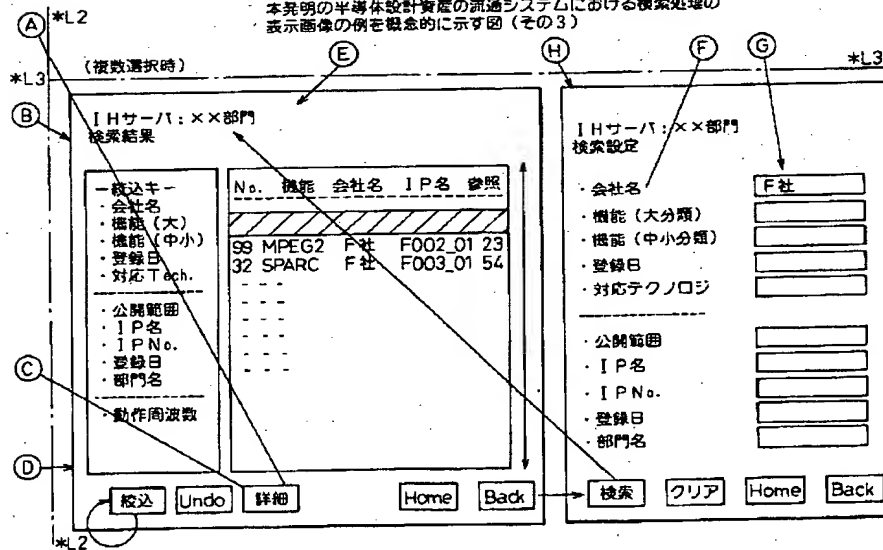 本発明の半導体設計資産の流通システムにおける検索処理の
表示画像の例を概念的に示す図（その３）
*L2
*L3
(複数選択時)
*L3
A
B
C
D
E
F
G
H
IHサーバ：××部門
検索結果
－絞込キー
・会社名
・機能（大）
・機能（中小）
・登録日
・対応Tech.
・公開範囲
・IP名
・IPNo.
・登録日
・部門名
・動作周波数
No. 機能 会社名 IP名 参照
99 MPEG2 F社 F002_01 23
32 SPARC F社 F003_01 54
- - -
- - -
- - -
- - -
- - -
絞込 Undo 詳細 Home Back
*L2
IHサーバ：××部門
検索設定
・会社名 F社
・機能（大分類）
・機能（中小分類）
・登録日
・対応テクノロジ
・公開範囲
・IP名
・IPNo.
・登録日
・部門名
検索 クリア Home Back